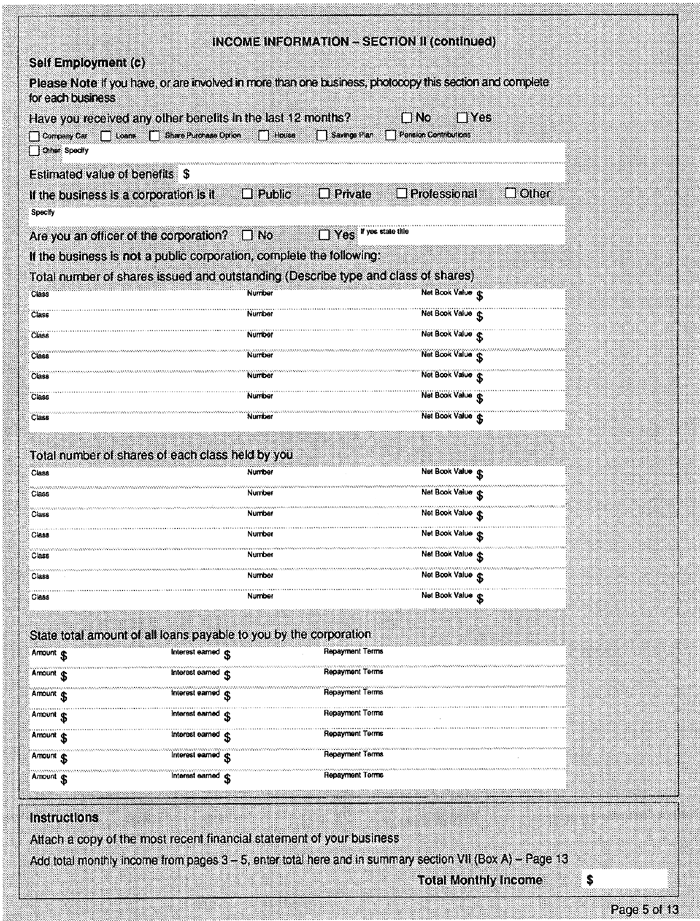 INCOME INFORMATION – SECTION II (continued)
Self Employment (c)
Please Note If you have, or are involved in more than one business, photocopy this section and complete
for each business
Have you received any other benefits in the last 12 months? No Yes
Company Car Loans Share Purchase Option House Savings Plan Pension Contributions
Other Specify
Estimated value of benefits $
If the business is a corporation is it Public Private Professional Other
Specify
Are you an officer of the corporation? No Yes If yes state title
If the business is not a public corporation, complete the following:
Total number of shares issued and outstanding (Describe type and class of shares)
Class Number Net Book Value $
Class Number Net Book Value $
Class Number Net Book Value $
Class Number Net Book Value $
Class Number Net Book Value $
Class Number Net Book Value $
Class Number Net Book Value $
Total number of shares of each class held by you
Class Number Net Book Value $
Class Number Net Book Value $
Class Number Net Book Value $
Class Number Net Book Value $
Class Number Net Book Value $
Class Number Net Book Value $
Class Number Net Book Value $
State total amount of all loans payable to you by the corporation
Amount $ Interest earned $ Repayment Terms
Amount $ Interest earned $ Repayment Terms
Amount $ Interest earned $ Repayment Terms
Amount $ Interest earned $ Repayment Terms
Amount $ Interest earned $ Repayment Terms
Amount $ Interest earned $ Repayment Terms
Amount $ Interest earned $ Repayment Terms
Instructions
Attach a copy of the most recent financial statement of your business
Add total monthly income from pages 3 – 5, enter total here and in summary section VII (Box A) – Page 13
Total Monthly Income $
Page 5 of 13